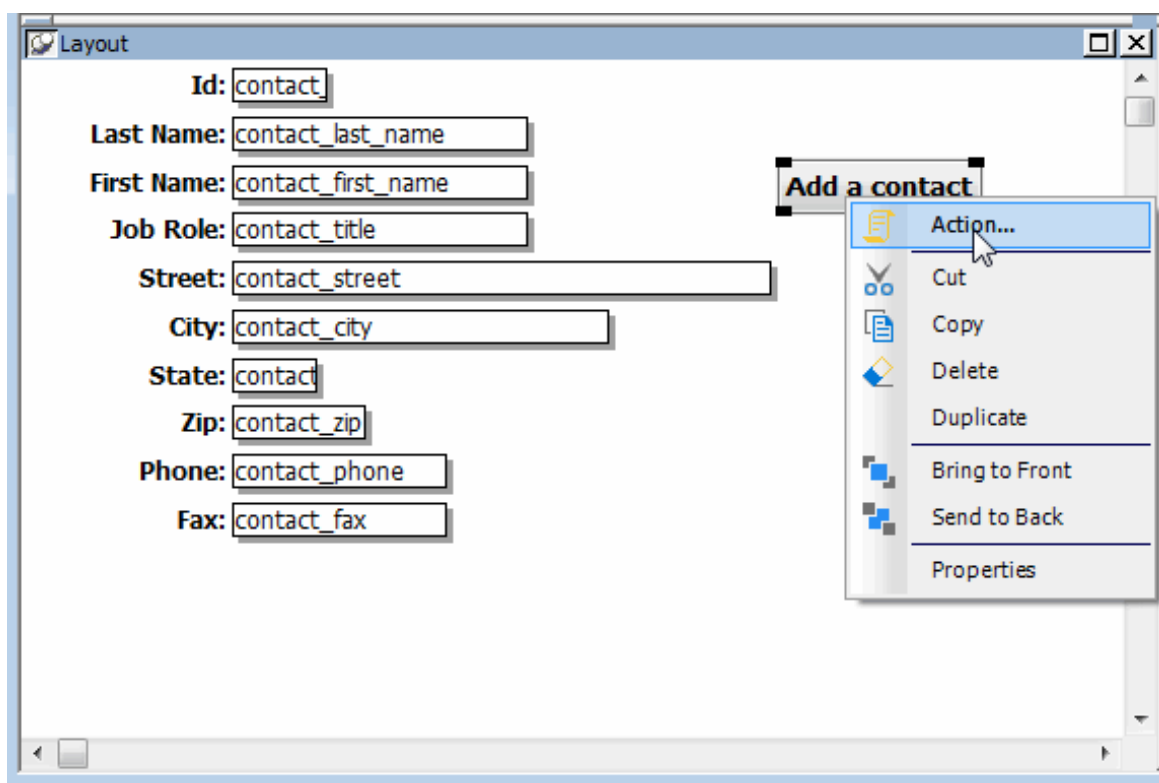 Layout
Id: contact_
Last Name: contact_last_name
First Name: contact_first_name
Job Role: contact_title
Street: contact_street
City: contact_city
State: contact
Zip: contact_zip
Phone: contact_phone
Fax: contact_fax
Add a contact
Action...
Cut
Copy
Delete
Duplicate
Bring to Front
Send to Back
Properties